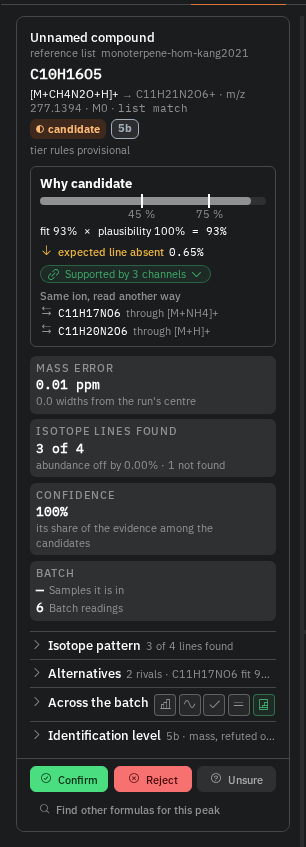 Unnamed compound
reference list monoterpene-hom-kang2021
C10H16O5
[M+CH4N2O+H]+ → C11H21N2O6+ · m/z
277.1394 · M0 · list match
candidate 5b
tier rules provisional
Why candidate
45 % 75 %
fit 93% × plausibility 100% = 93%
↓ expected line absent 0.65%
Supported by 3 channels
Same ion, read another way
C11H17NO6 through [M+NH4]+
C11H20N2O6 through [M+H]+
MASS ERROR
0.01 ppm
0.0 widths from the run's centre
ISOTOPE LINES FOUND
3 of 4
abundance off by 0.00% · 1 not found
CONFIDENCE
100%
its share of the evidence among the
candidates
BATCH
— Samples it is in
6 Batch readings
Isotope pattern 3 of 4 lines found
Alternatives 2 rivals · C11H17NO6 fit 9...
Across the batch
Identification level 5b · mass, refuted o...
Confirm Reject Unsure
Find other formulas for this peak